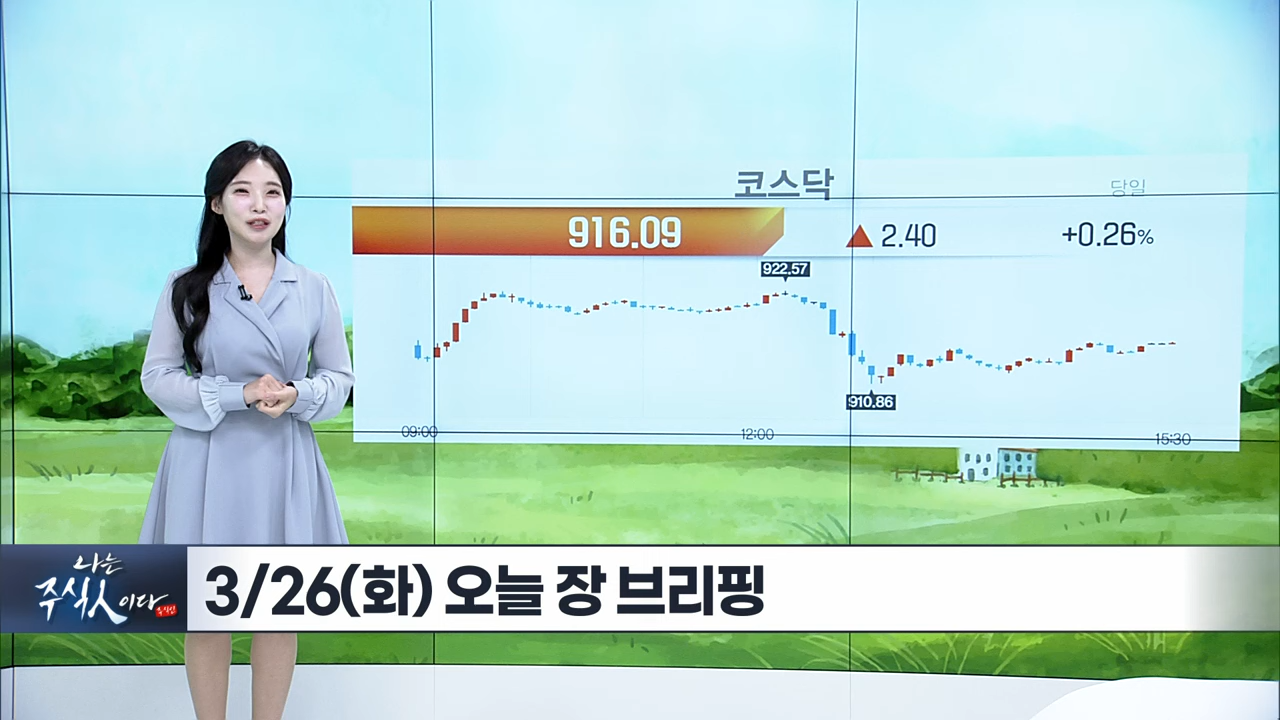 코스닥
당일
916.09
▲ 2.40
+0.26%
922.57
910.86
09:00
12:00
15:30
나는
주식人이다
3/26(화) 오늘 장 브리핑